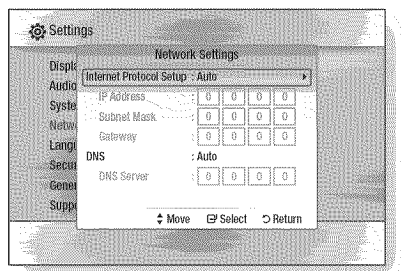 Settings
Network Settings
Displa
Internet Protocol Setup : Auto
Audio
IP Address : 0 0 0 0
Syste
Subnet Mask : 0 0 0 0
Netwo
Gateway : 0 0 0 0
Langu
DNS : Auto
Secur
DNS Server : 0 0 0 0
Gener
Suppo
Move Select Return